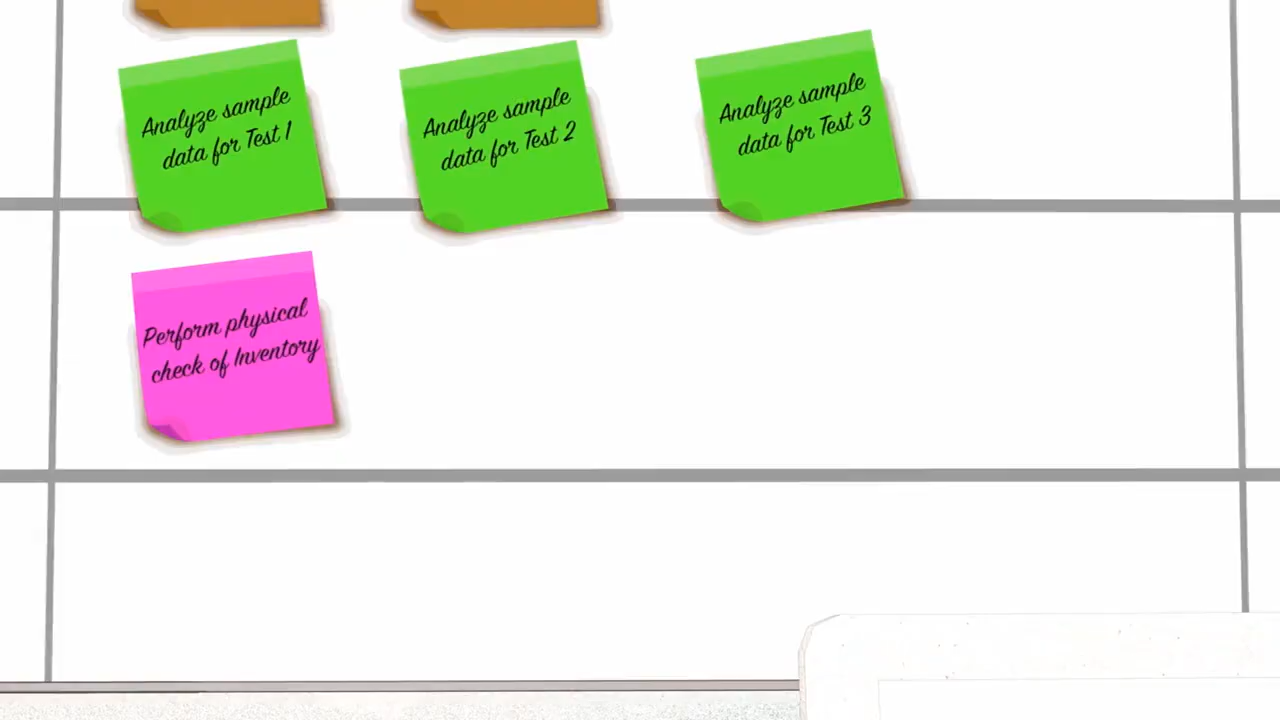 Analyze sample
data for Test 1
Analyze sample
data for Test 2
Analyze sample
data for Test 3
Perform physical
check of Inventory